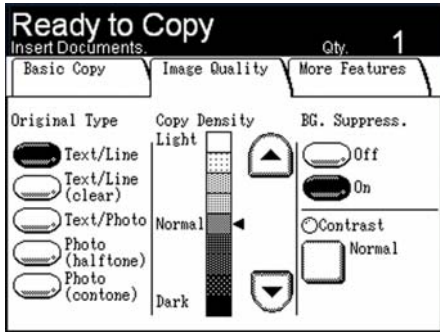 Ready to Copy
Insert Documents.
Qty. 1
Basic Copy
Image Quality
More Features
Original Type
Text/Line
Text/Line
(clear)
Text/Photo
Photo
(halftone)
Photo
(contone)
Copy Density
Light
Normal
Dark
BG. Suppress.
Off
On
Contrast
Normal